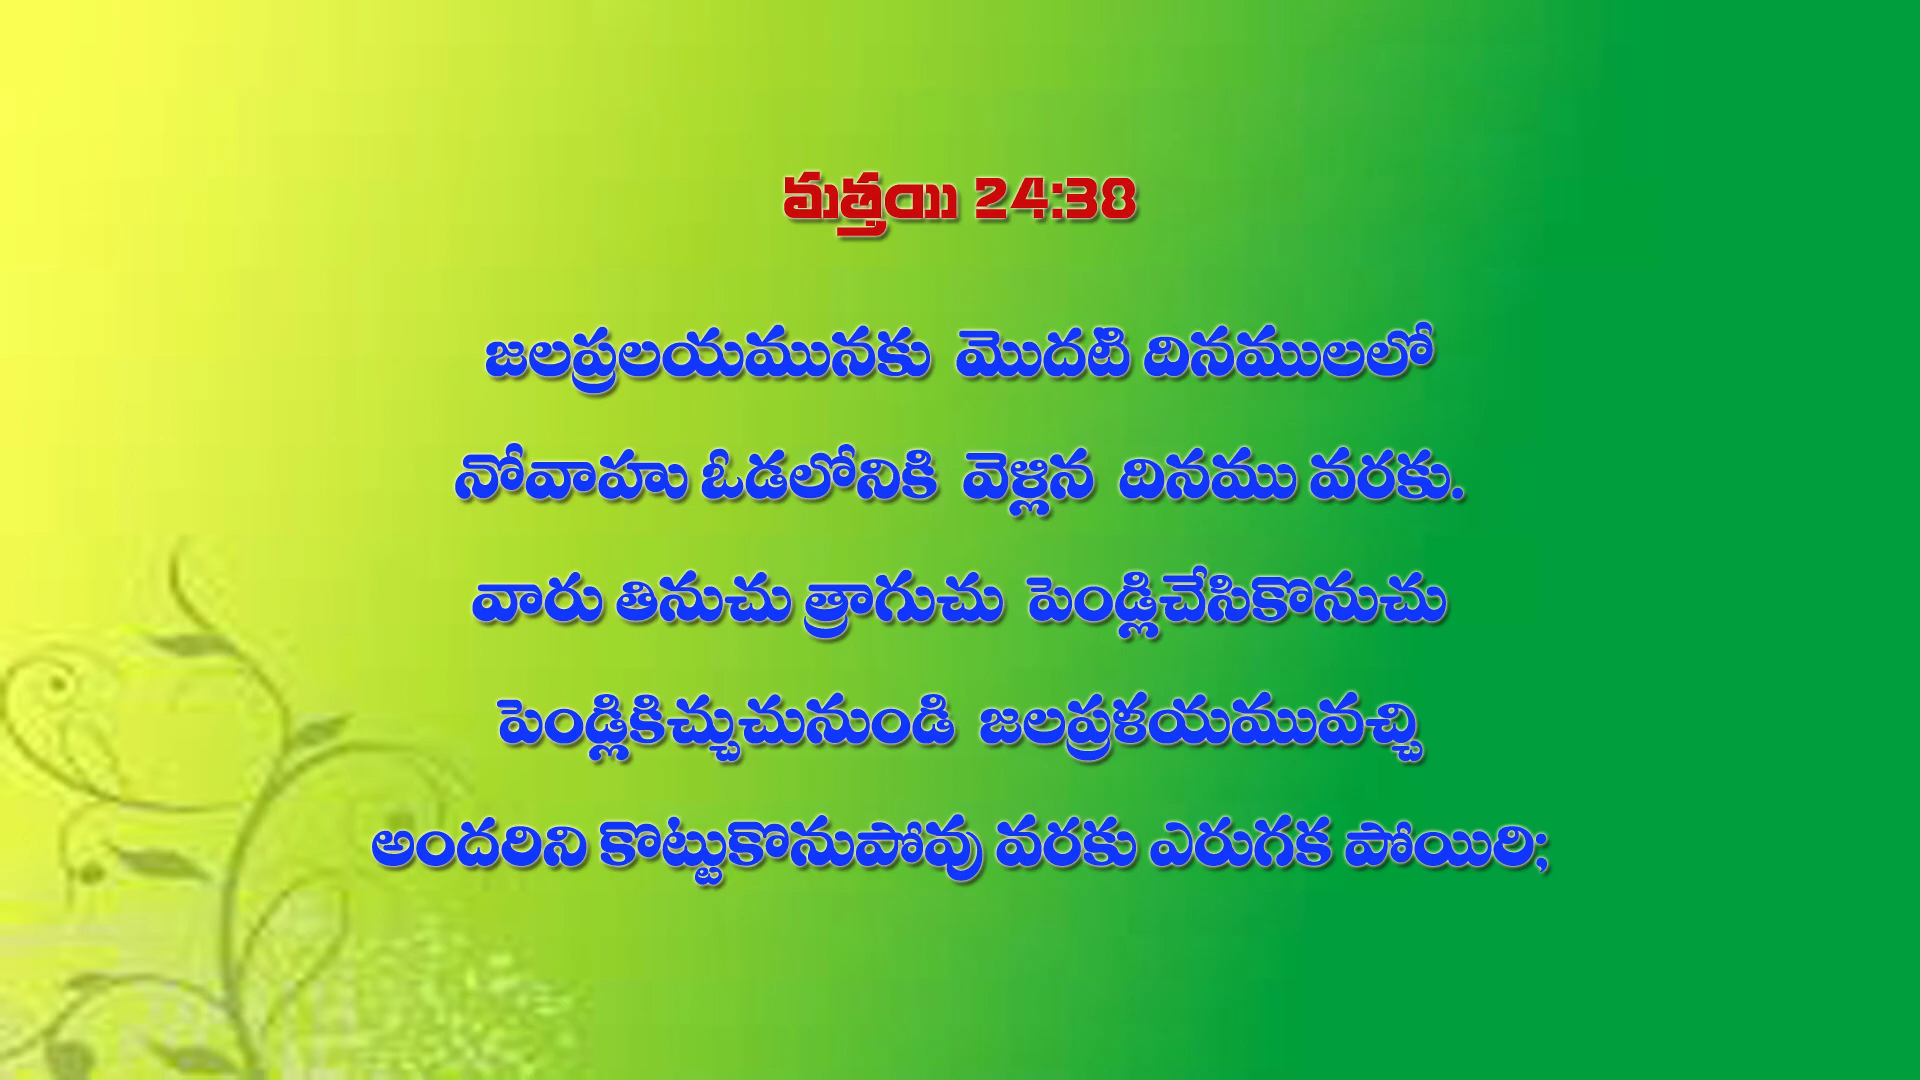 మత్తయి 24:38
జలప్రలయమునకు మొదటి దినములలో
నోవాహు ఓడలోనికి వెళ్లిన దినము వరకు.
వారు తినుచు త్రాగుచు పెండ్లిచేసికొనుచు
పెండ్లికిచ్చుచునుండి జలప్రళయమువచ్చి
అందరిని కొట్టుకొనుపోవు వరకు ఎరుగక పోయిరి;